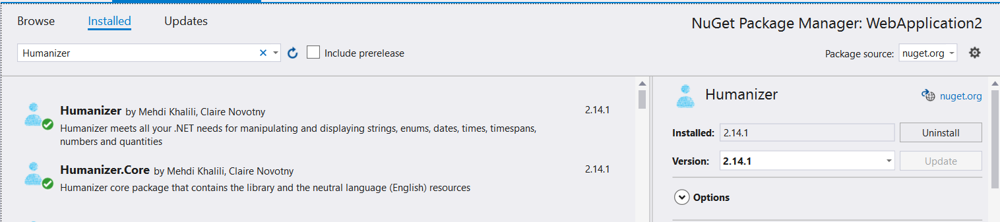 Browse Installed Updates
NuGet Package Manager: WebApplication2
Humanizer
Include prerelease
Package source: nuget.org
Humanizer by Mehdi Khalili, Claire Novotny 2.14.1
Humanizer meets all your .NET needs for manipulating and displaying strings, enums, dates, times, timespans,
numbers and quantities
Humanizer.Core by Mehdi Khalili, Claire Novotny 2.14.1
Humanizer core package that contains the library and the neutral language (English) resources
Humanizer
nuget.org
Installed: 2.14.1 Uninstall
Version: 2.14.1 Update
Options